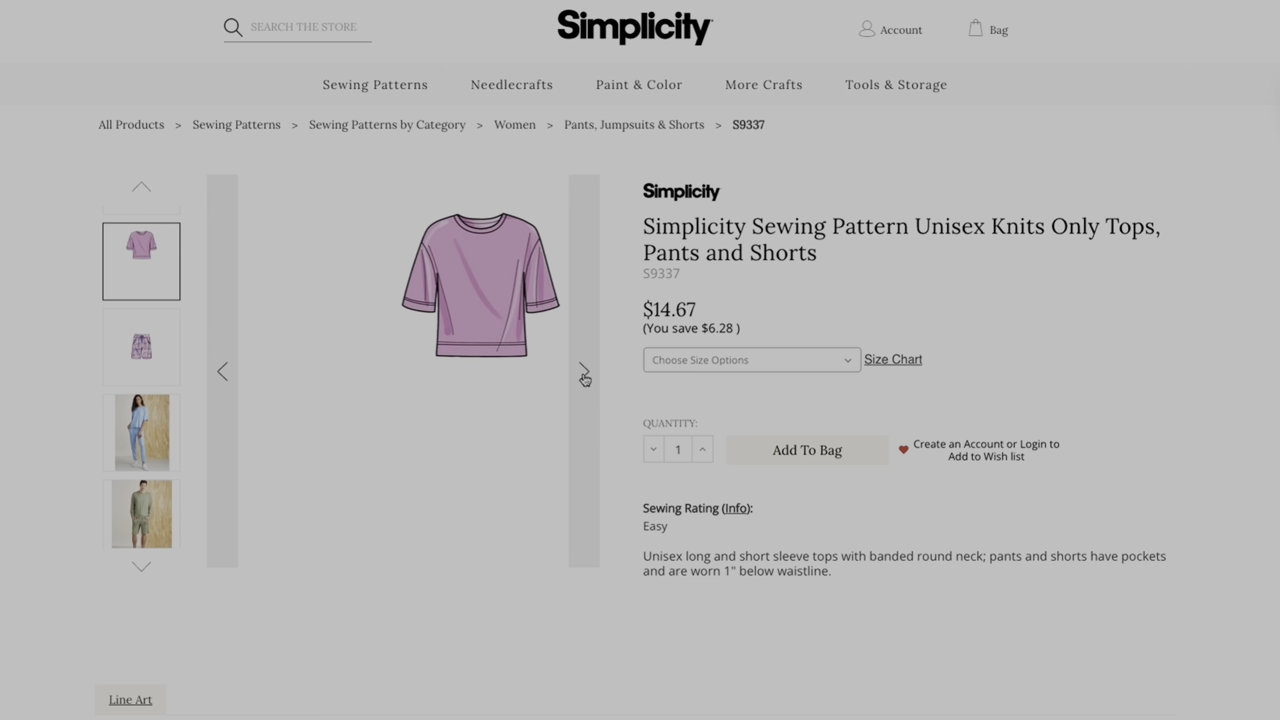 SEARCH THE STORE
Simplicity
Account
Bag
Sewing Patterns
Needlecrafts
Paint & Color
More Crafts
Tools & Storage
All Products > Sewing Patterns > Sewing Patterns by Category > Women > Pants, Jumpsuits & Shorts > S9337
Simplicity
Simplicity Sewing Pattern Unisex Knits Only Tops,
Pants and Shorts
S9337
$14.67
(You save $6.28 )
Choose Size Options
Size Chart
QUANTITY:
1
Add To Bag
Create an Account or Login to
Add to Wish list
Sewing Rating (Info):
Easy
Unisex long and short sleeve tops with banded round neck; pants and shorts have pockets
and are worn 1" below waistline.
Line Art